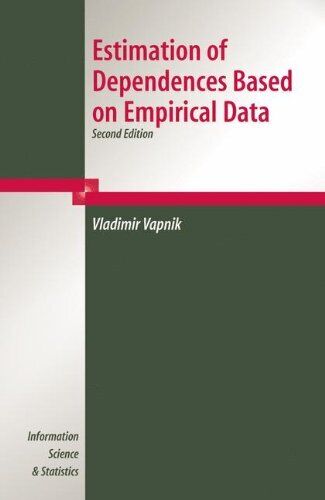 Estimation of
Dependences Based
on Empirical Data
Second Edition
Vladimir Vapnik
Information
Science
& Statistics